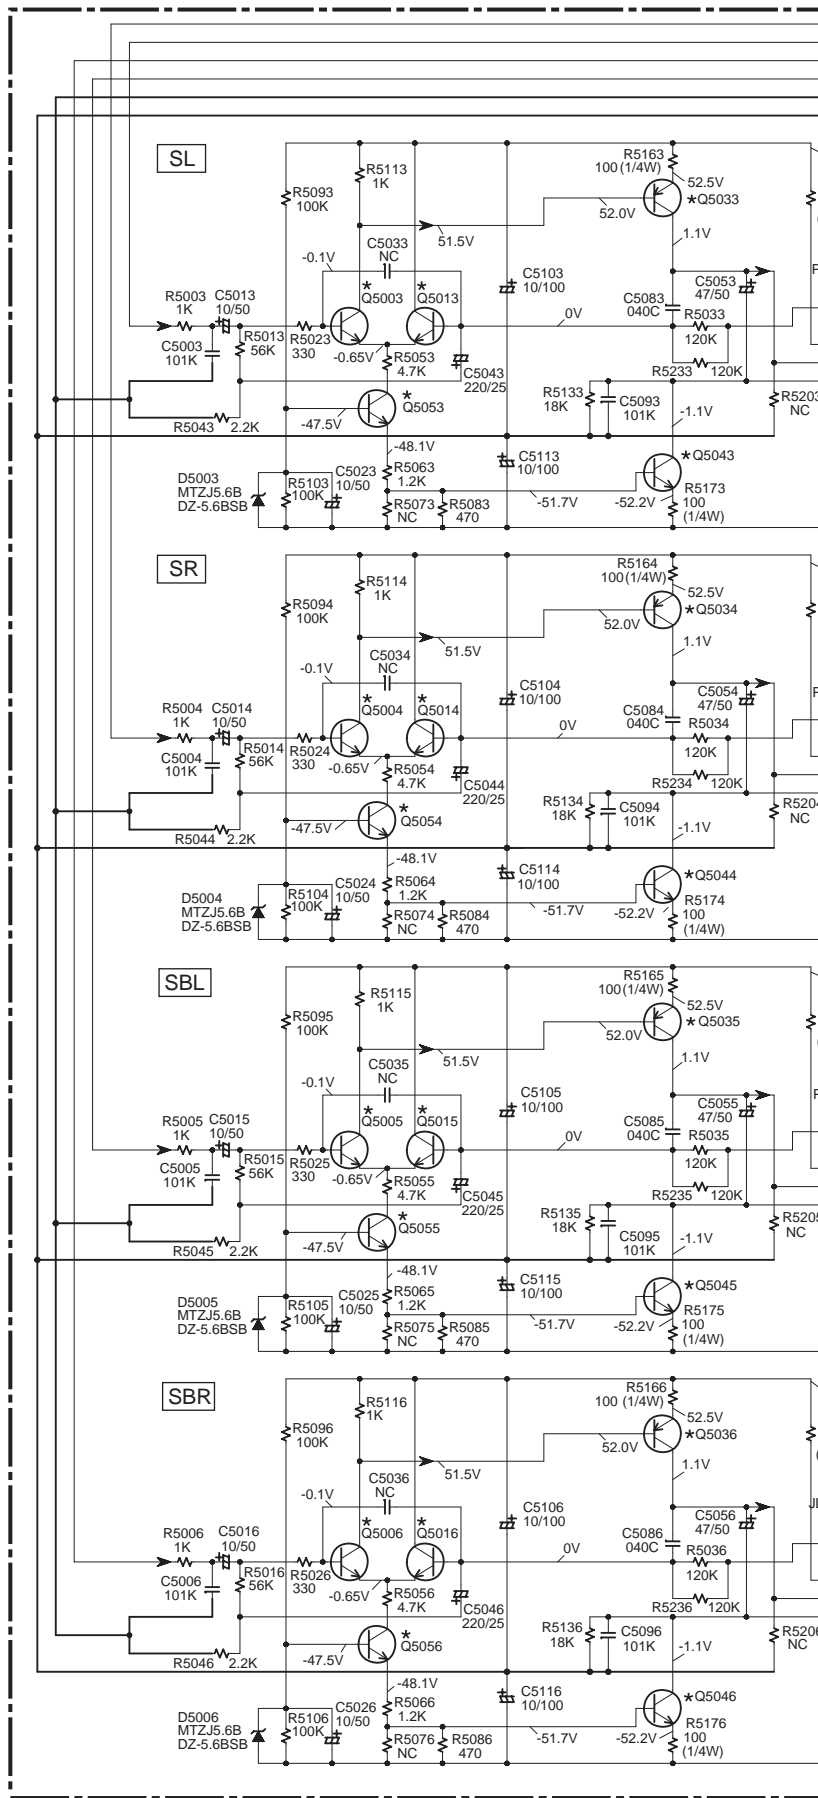 SL
R5163
100 (1/4W)
R5113
1K
R5093
100K
52.5V
52.0V
*Q5033
51.5V
1.1V
-0.1V
C5033
NC
C5103
10/100
C5053
47/50
R5003
1K
C5013
10/50
*
Q5003
*
Q5013
0V
C5083
040C
R5033
120K
C5003
101K
R5013
56K
R5023
330
-0.65V
R5053
4.7K
C5043
220/25
R5233
120K
R5133
18K
C5093
101K
R5203
NC
R5043
2.2K
-47.5V
*
Q5053
-1.1V
-48.1V
C5113
10/100
*Q5043
D5003
MTZJ5.6B
DZ-5.6BSB
R5103
100K
C5023
10/50
R5063
1.2K
R5073
NC
R5083
470
-51.7V
-52.2V
R5173
100
(1/4W)
SR
R5164
100(1/4W)
R5114
1K
R5094
100K
52.5V
52.0V
*Q5034
51.5V
1.1V
-0.1V
C5034
NC
C5104
10/100
C5054
47/50
R5004
1K
C5014
10/50
*
Q5004
*
Q5014
0V
C5084
040C
R5034
120K
C5004
101K
R5014
56K
R5024
330
-0.65V
R5054
4.7K
C5044
220/25
R5234
120K
R5134
18K
C5094
101K
R5204
NC
R5044
2.2K
-47.5V
*
Q5054
-1.1V
-48.1V
C5114
10/100
*Q5044
D5004
MTZJ5.6B
DZ-5.6BSB
R5104
100K
C5024
10/50
R5064
1.2K
R5074
NC
R5084
470
-51.7V
-52.2V
R5174
100
(1/4W)
SBL
R5165
100(1/4W)
R5115
1K
R5095
100K
52.5V
52.0V
*Q5035
51.5V
1.1V
-0.1V
C5035
NC
C5105
10/100
C5055
47/50
R5005
1K
C5015
10/50
*
Q5005
*
Q5015
0V
C5085
040C
R5035
120K
C5005
101K
R5015
56K
R5025
330
-0.65V
R5055
4.7K
C5045
220/25
R5235
120K
R5135
18K
C5095
101K
R5205
NC
R5045
2.2K
-47.5V
*
Q5055
-1.1V
-48.1V
C5115
10/100
*Q5045
D5005
MTZJ5.6B
DZ-5.6BSB
R5105
100K
C5025
10/50
R5065
1.2K
R5075
NC
R5085
470
-51.7V
-52.2V
R5175
100
(1/4W)
SBR
R5166
100 (1/4W)
R5116
1K
R5096
100K
52.5V
52.0V
*Q5036
51.5V
1.1V
-0.1V
C5036
NC
C5106
10/100
C5056
47/50
R5006
1K
C5016
10/50
*
Q5006
*
Q5016
0V
C5086
040C
R5036
120K
C5006
101K
R5016
56K
R5026
330
-0.65V
R5056
4.7K
C5046
220/25
R5236
120K
R5136
18K
C5096
101K
R5206
NC
R5046
2.2K
-47.5V
*
Q5056
-1.1V
-48.1V
C5116
10/100
*Q5046
D5006
MTZJ5.6B
DZ-5.6BSB
R5106
100K
C5026
10/50
R5066
1.2K
R5076
NC
R5086
470
-51.7V
-52.2V
R5176
100
(1/4W)